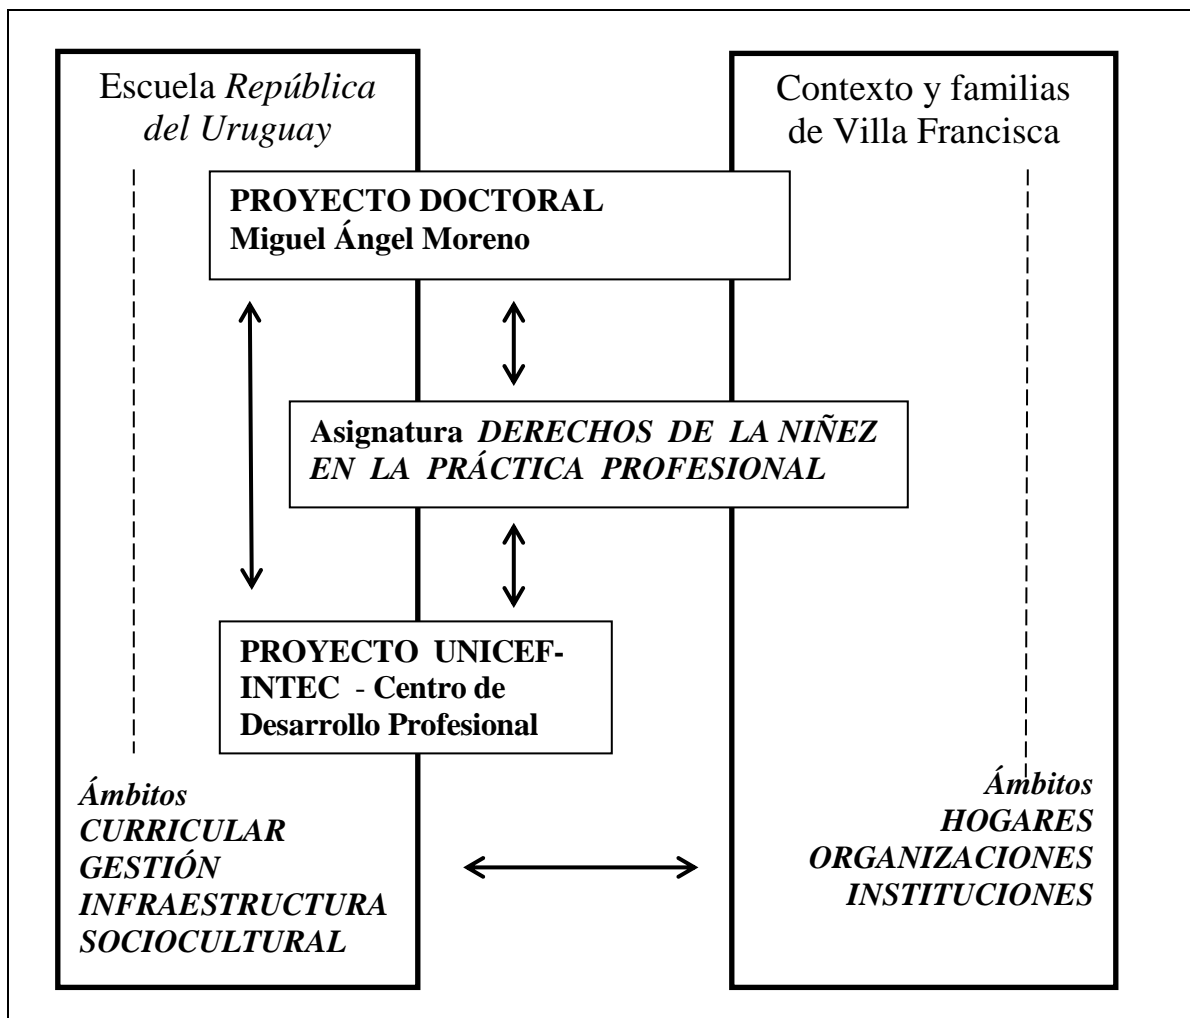 Escuela República
del Uruguay
Contexto y familias
de Villa Francisca
PROYECTO DOCTORAL
Miguel Ángel Moreno
Asignatura DERECHOS DE LA NIÑEZ
EN LA PRÁCTICA PROFESIONAL
PROYECTO UNICEF-
INTEC - Centro de
Desarrollo Profesional
Ámbitos
CURRICULAR
GESTIÓN
INFRAESTRUCTURA
SOCIOCULTURAL
Ámbitos
HOGARES
ORGANIZACIONES
INSTITUCIONES